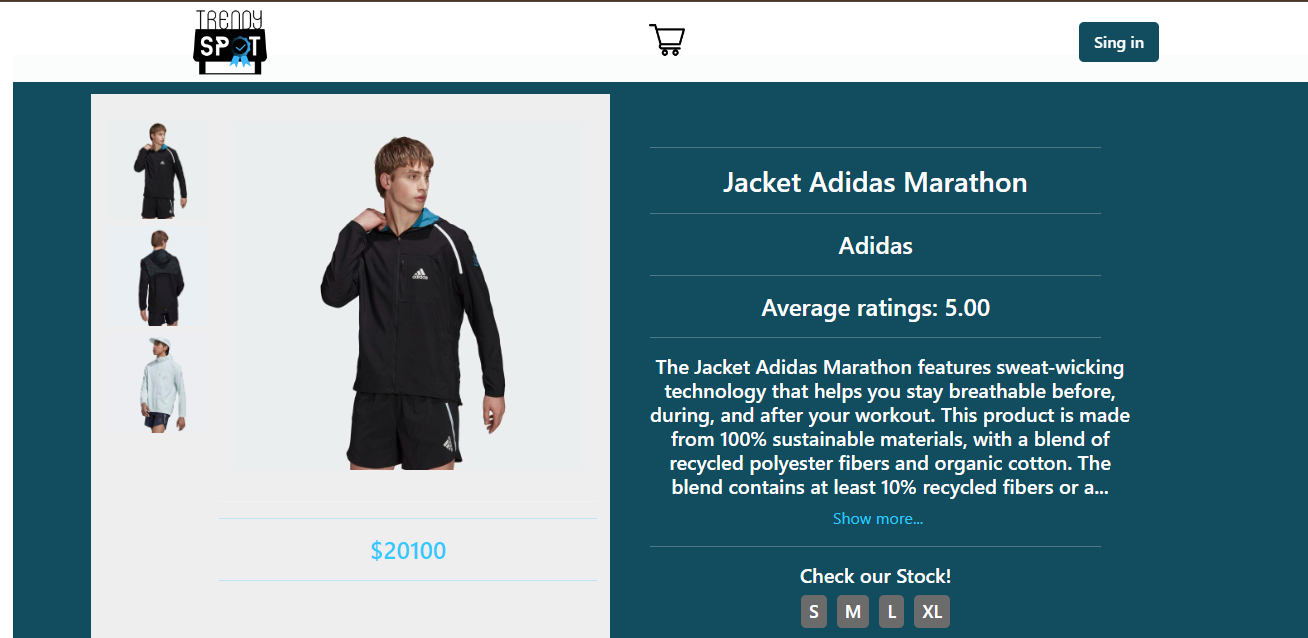 TRENDY
SPOT
Sing in
Jacket Adidas Marathon
Adidas
Average ratings: 5.00
The Jacket Adidas Marathon features sweat-wicking
technology that helps you stay breathable before,
during, and after your workout. This product is made
from 100% sustainable materials, with a blend of
recycled polyester fibers and organic cotton. The
blend contains at least 10% recycled fibers or a...
Show more...
adidas
$20100
Check our Stock!
S M L XL